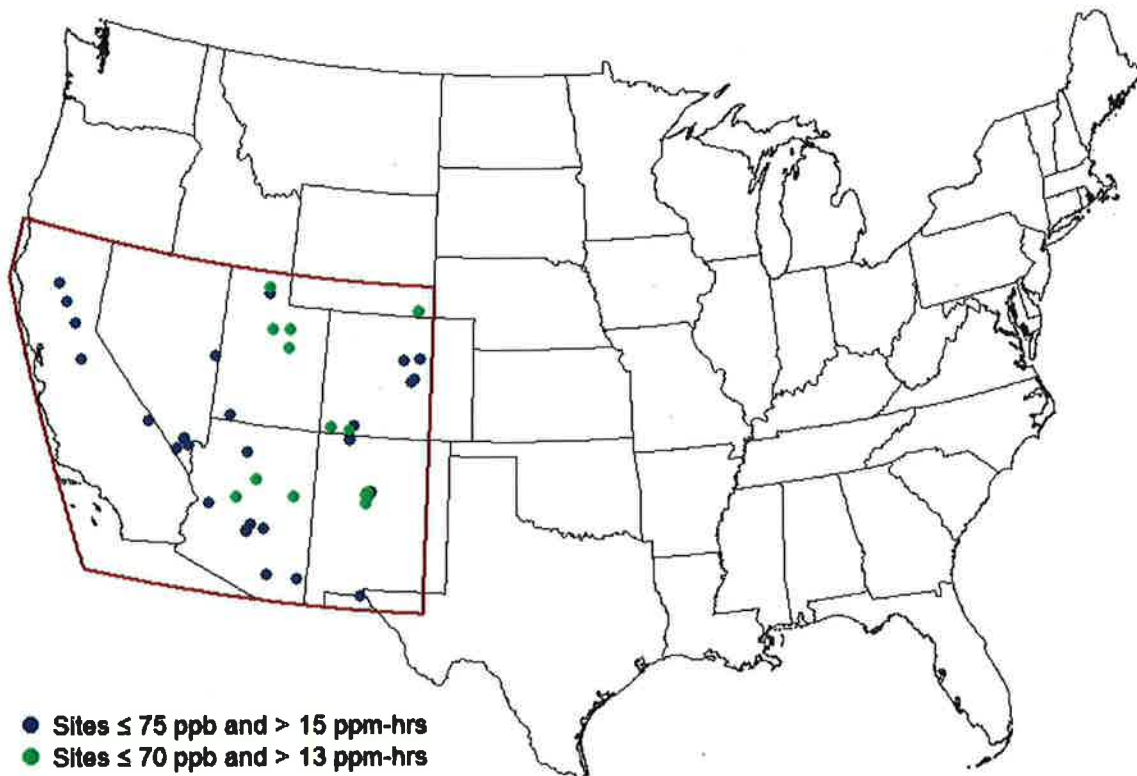 Sites ≤ 75 ppb and > 15 ppm-hrs
Sites ≤ 70 ppb and > 13 ppm-hrs